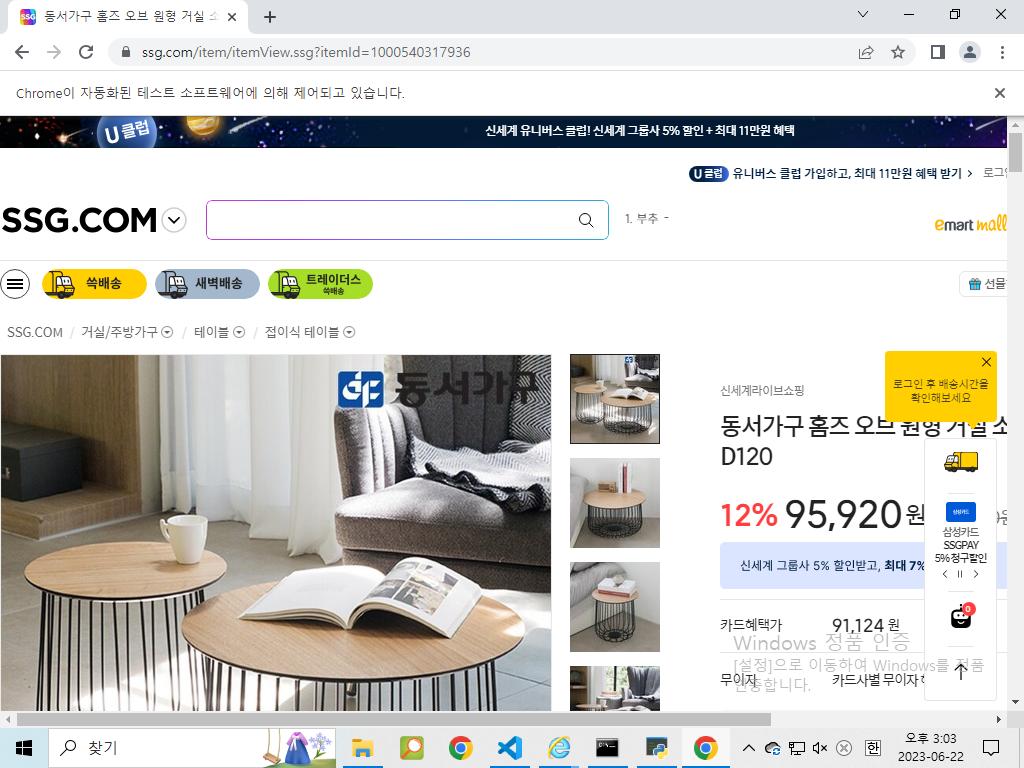 동서가구 홈즈 오브 원형 거실 소
ssg.com/item/itemView.ssg?itemId=1000540317936
Chrome이 자동화된 테스트 소프트웨어에 의해 제어되고 있습니다.
U 클럽
신세계 유니버스 클럽! 신세계 그룹사 5% 할인 + 최대 11만원 혜택
U 클럽 유니버스 클럽 가입하고, 최대 11만원 혜택 받기 > 로그인
SSG.COM
1. 부추 -
emart mall
쓱배송
새벽배송
트레이더스
쓱배송
선물
SSG.COM / 거실/주방가구 / 테이블 / 접이식 테이블
동서가구
로그인 후 배송시간을
확인해보세요
신세계라이브쇼핑
동서가구 홈즈 오브 원형 거실 소
D120
12% 95,920원
신세계 그룹사 5% 할인받고, 최대 7%
삼성카드
삼성카드
SSGPAY
5% 청구할인
0
카드혜택가 91,124 원
무이자 카드사별 무이자
Windows 정품 인증
[설정]으로 이동하여 Windows를 정품
인증합니다.
찾기
한
오후 3:03
2023-06-22